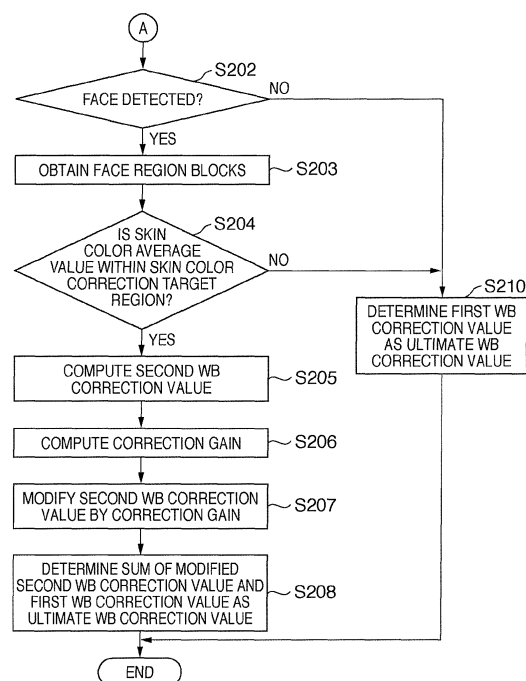 A
S202
FACE DETECTED?
NO
YES
OBTAIN FACE REGION BLOCKS
S203
S204
IS SKIN
COLOR AVERAGE
VALUE WITHIN SKIN COLOR
CORRECTION TARGET
REGION?
NO
YES
S210
DETERMINE FIRST WB
CORRECTION VALUE
AS ULTIMATE WB
CORRECTION VALUE
COMPUTE SECOND WB
CORRECTION VALUE
S205
COMPUTE CORRECTION GAIN
S206
MODIFY SECOND WB CORRECTION
VALUE BY CORRECTION GAIN
S207
DETERMINE SUM OF MODIFIED
SECOND WB CORRECTION VALUE AND
FIRST WB CORRECTION VALUE AS
ULTIMATE WB CORRECTION VALUE
S208
END